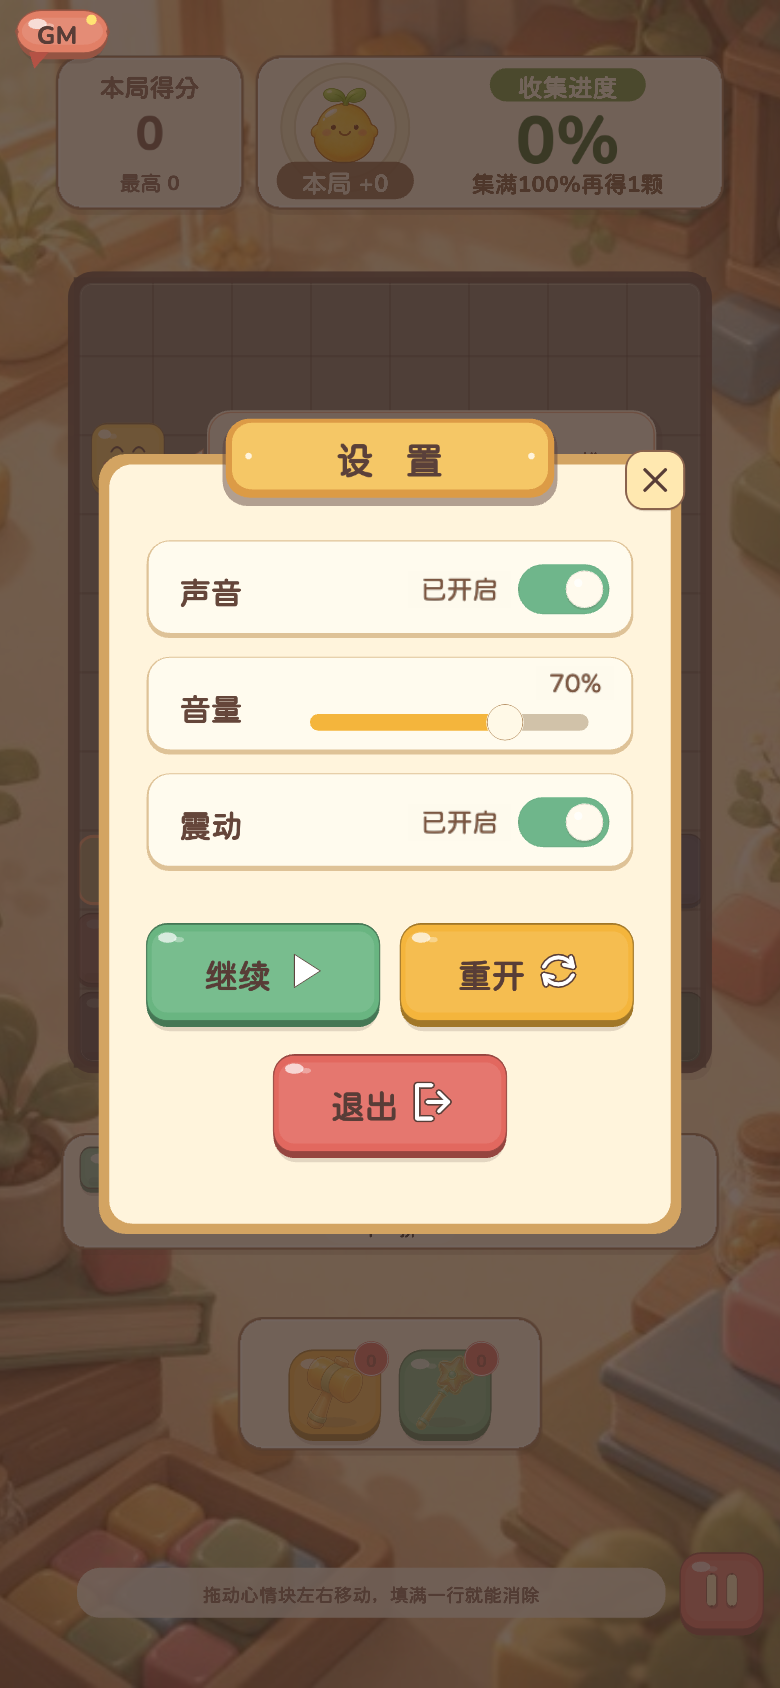 GM
本局得分
0
最高 0
本局 +0
收集进度
0%
集满100%再得1颗
设 置
声音
已开启
音量
70%
震动
已开启
继续
重开
退出
0
0
拖动心情块左右移动，填满一行就能消除